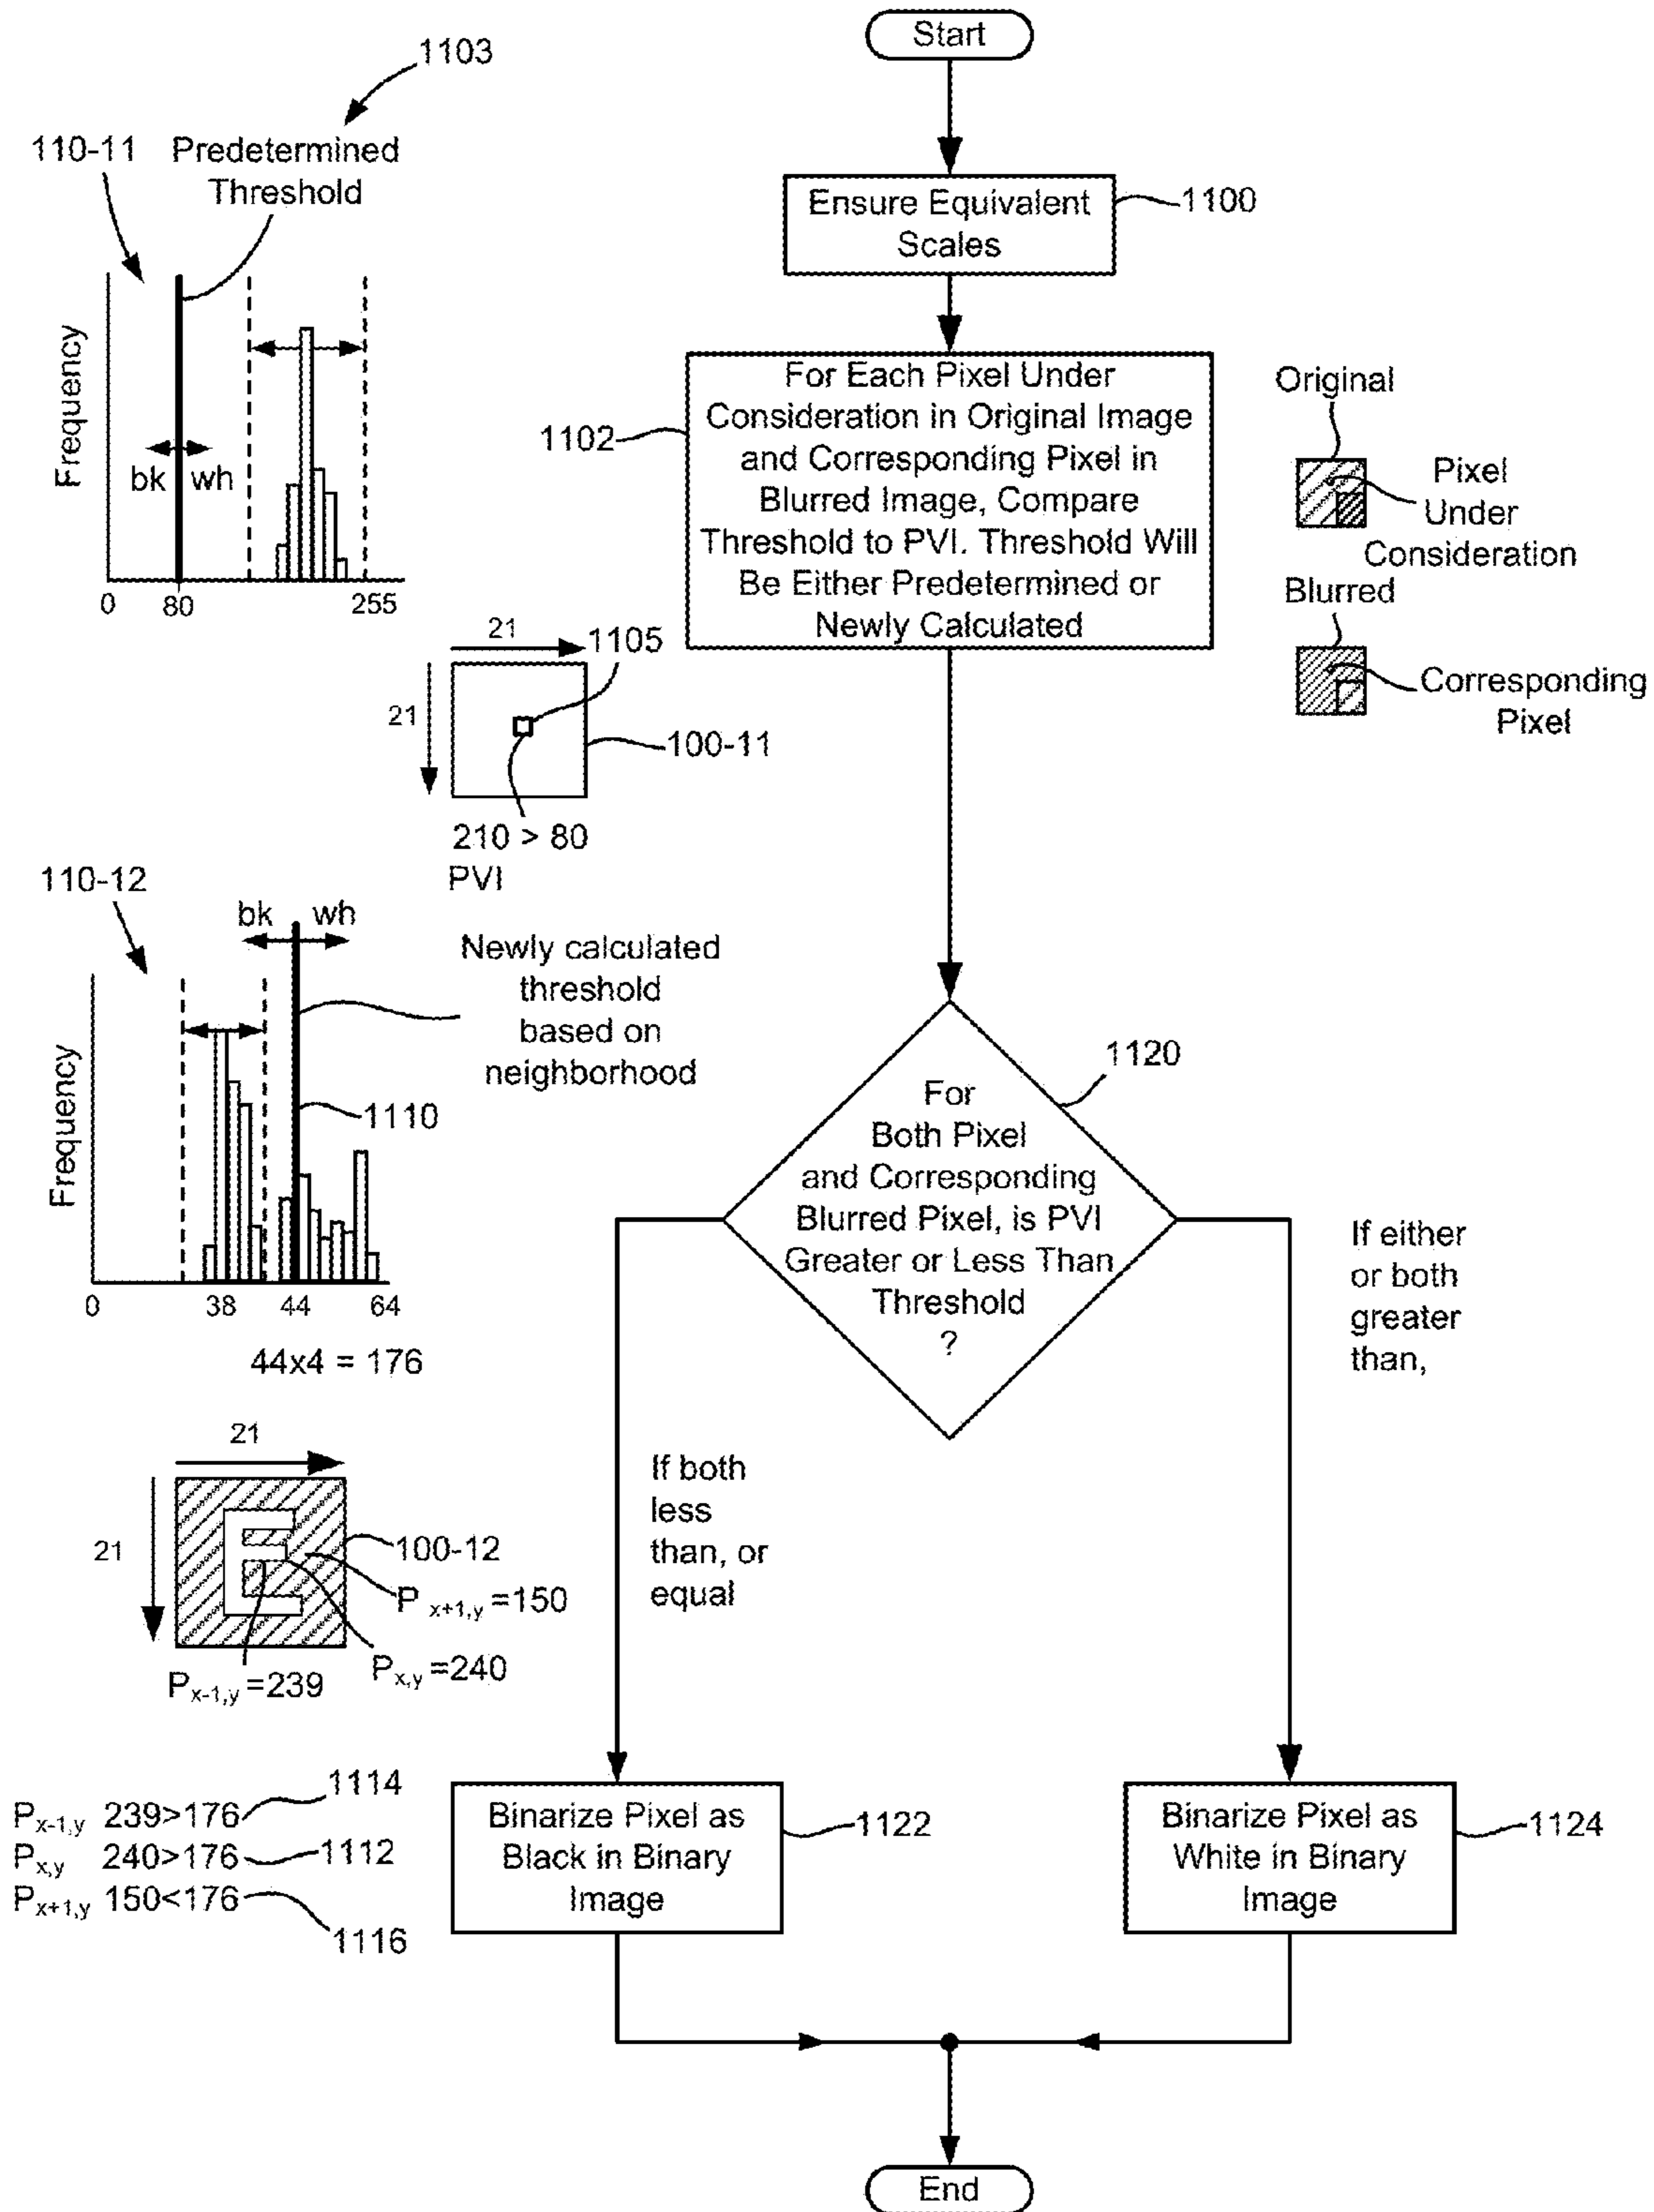 Start
1103
110-11
Predetermined
Threshold
Ensure Equivalent
Scales
1100
Frequency
bk
wh
0
80
255
For Each Pixel Under
Consideration in Original Image
and Corresponding Pixel in
Blurred Image, Compare
Threshold to PVI. Threshold Will
Be Either Predetermined or
Newly Calculated
1102
Original
Pixel
Under
Consideration
Blurred
Corresponding
Pixel
21
1105
21
100-11
210 > 80
PVI
110-12
bk
wh
Newly calculated
threshold
based on
neighborhood
1110
Frequency
0
38
44
64
44x4 = 176
1120
For
Both Pixel
and Corresponding
Blurred Pixel, is PVI
Greater or Less Than
Threshold
?
If either
or both
greater
than,
If both
less
than, or
equal
21
21
E
100-12
Px+1,y =150
Px,y =240
Px-1,y =239
1114
Px-1,y 239>176
Px,y 240>176
1112
Px+1,y 150<176
1116
Binarize Pixel as
Black in Binary
Image
1122
Binarize Pixel as
White in Binary
Image
1124
End